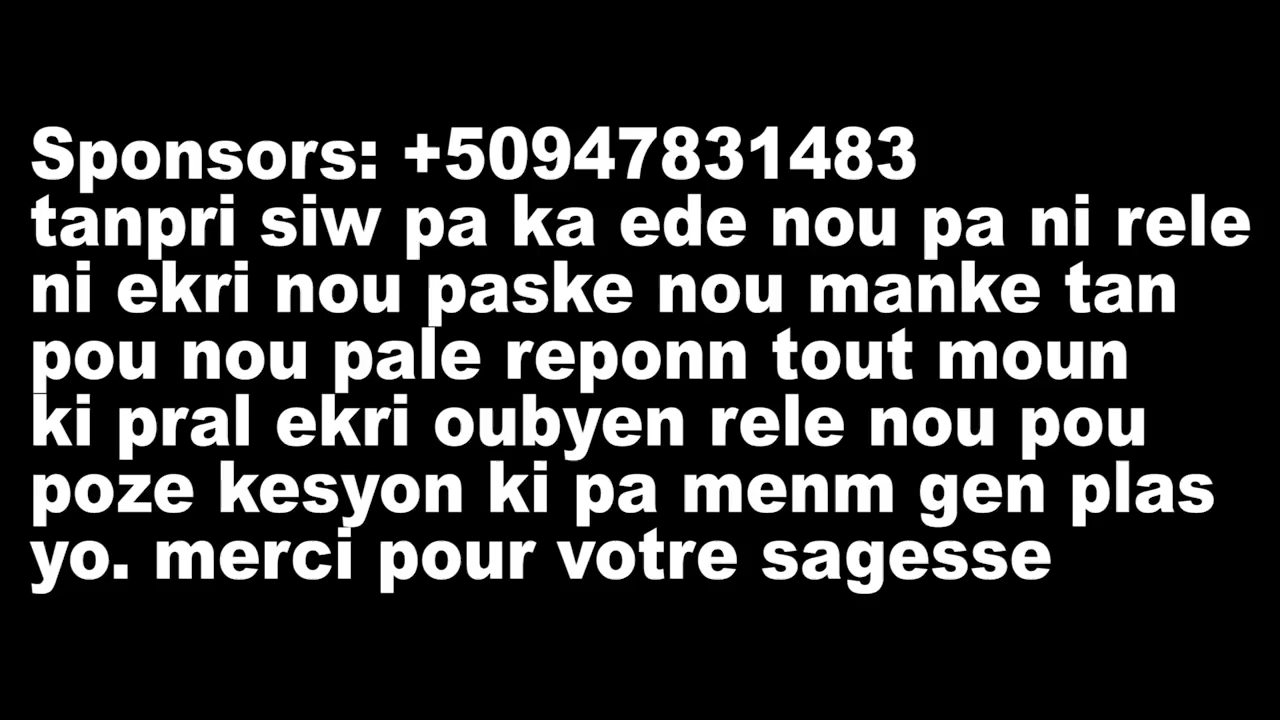 Sponsors: +50947831483
tanpri siw pa ka ede nou pa ni rele
ni ekri nou paske nou manke tan
pou nou pale reponn tout moun
ki pral ekri oubyen rele nou pou
poze kesyon ki pa menm gen plas
yo. merci pour votre sagesse